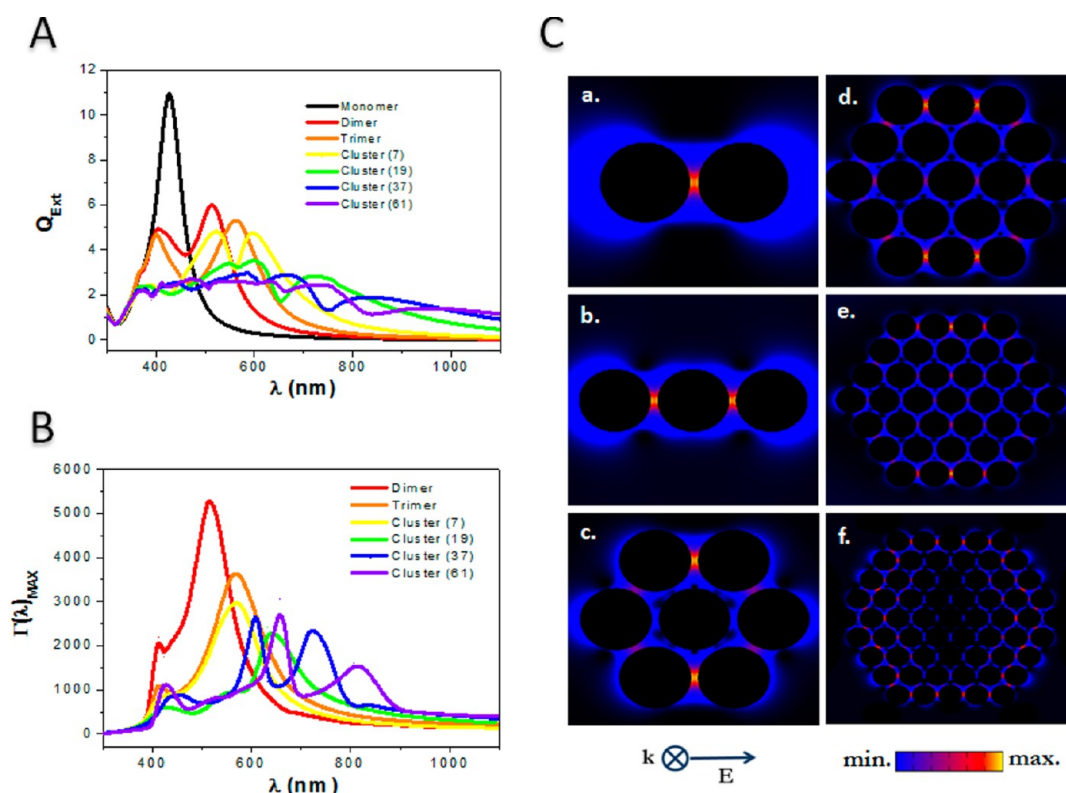 A
C
12
10
8
6
4
2
0
Q_Ext
Monomer
Dimer
Trimer
Cluster (7)
Cluster (19)
Cluster (37)
Cluster (61)
400 600 800 1000
λ (nm)
B
6000
5000
4000
3000
2000
1000
0
Γ(λ)_MAX
Dimer
Trimer
Cluster (7)
Cluster (19)
Cluster (37)
Cluster (61)
400 600 800 1000
λ (nm)
a.
d.
b.
e.
c.
f.
k E
min. max.